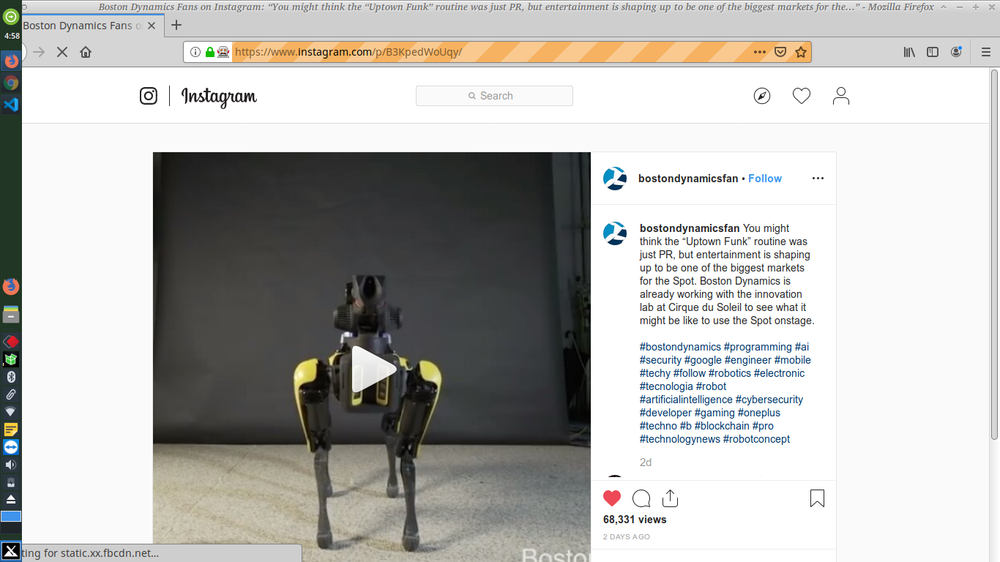 Boston Dynamics Fans on Instagram: “You might think the “Uptown Funk” routine was just PR, but entertainment is shaping up to be one of the biggest markets for the…” - Mozilla Firefox
Boston Dynamics Fans o
4:58
https://www.instagram.com/p/B3KpedWoUqy/
Instagram
Search
bostondynamicsfan • Follow
bostondynamicsfan You might
think the “Uptown Funk” routine was
just PR, but entertainment is shaping
up to be one of the biggest markets
for the Spot. Boston Dynamics is
already working with the innovation
lab at Cirque du Soleil to see what it
might be like to use the Spot onstage.
#bostondynamics #programming #ai
#security #google #engineer #mobile
#techy #follow #robotics #electronic
#tecnologia #robot
#artificialintelligence #cybersecurity
#developer #gaming #oneplus
#techno #b #blockchain #pro
#technologynews #robotconcept
2d
68,331 views
2 DAYS AGO
Bosto
ting for static.xx.fbcdn.net...